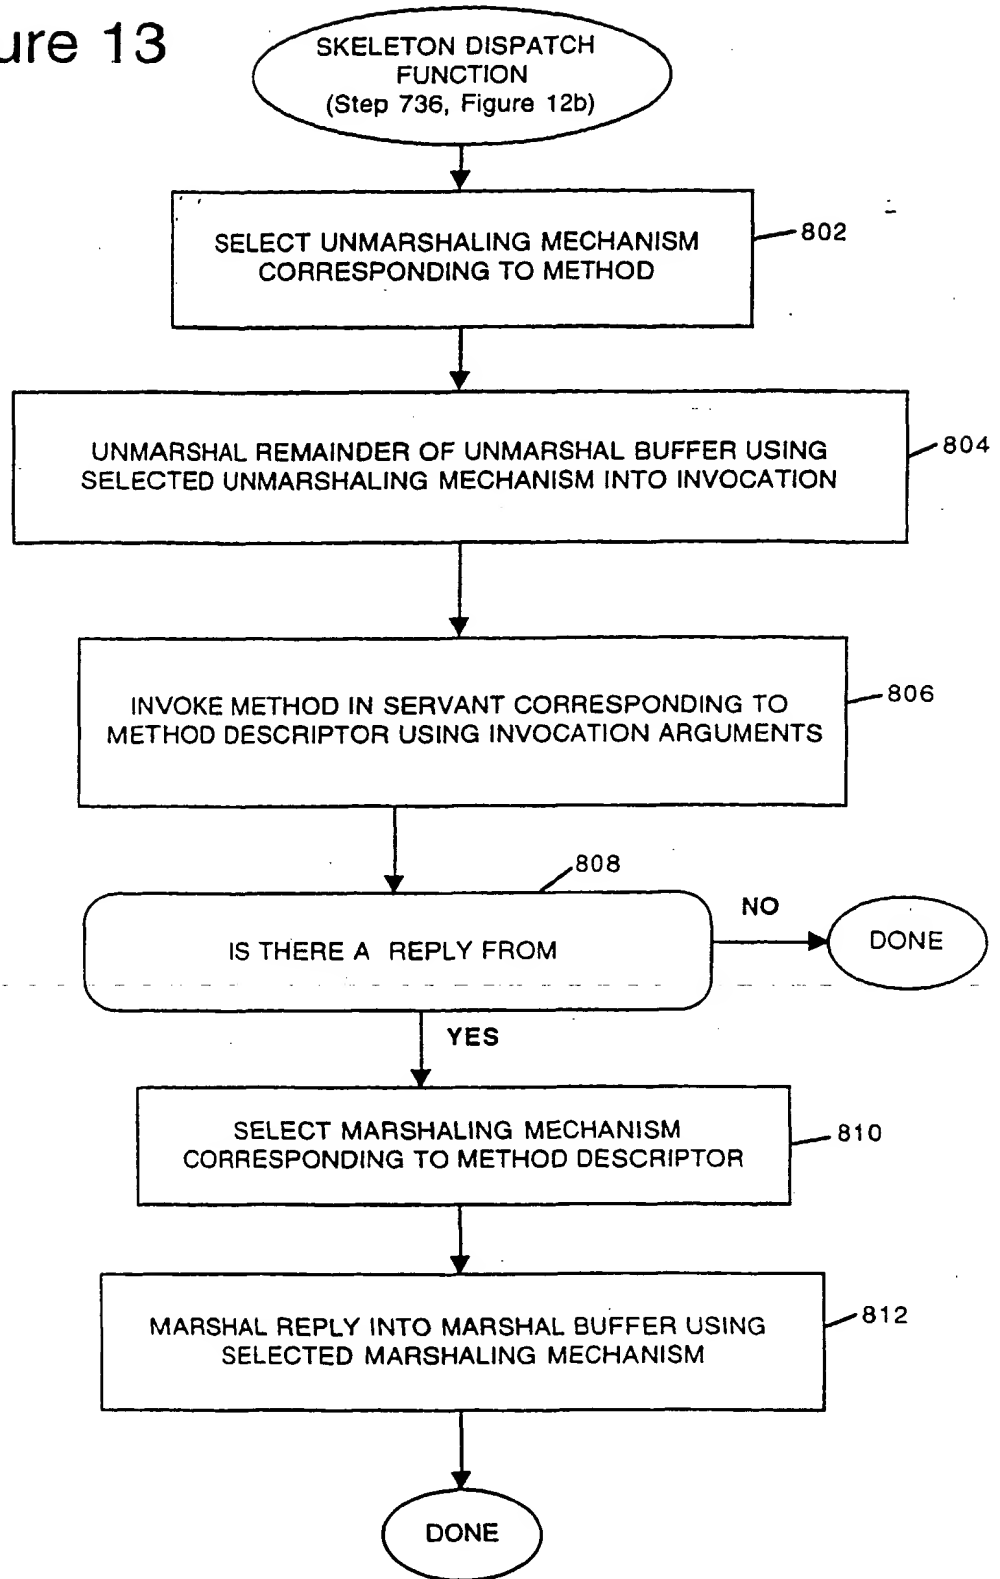 ure 13
SKELETON DISPATCH
FUNCTION
(Step 736, Figure 12b)
802
SELECT UNMARSHALING MECHANISM
CORRESPONDING TO METHOD
804
UNMARSHAL REMAINDER OF UNMARSHAL BUFFER USING
SELECTED UNMARSHALING MECHANISM INTO INVOCATION
806
INVOKE METHOD IN SERVANT CORRESPONDING TO
METHOD DESCRIPTOR USING INVOCATION ARGUMENTS
808
IS THERE A REPLY FROM
NO
DONE
YES
810
SELECT MARSHALING MECHANISM
CORRESPONDING TO METHOD DESCRIPTOR
812
MARSHAL REPLY INTO MARSHAL BUFFER USING
SELECTED MARSHALING MECHANISM
DONE